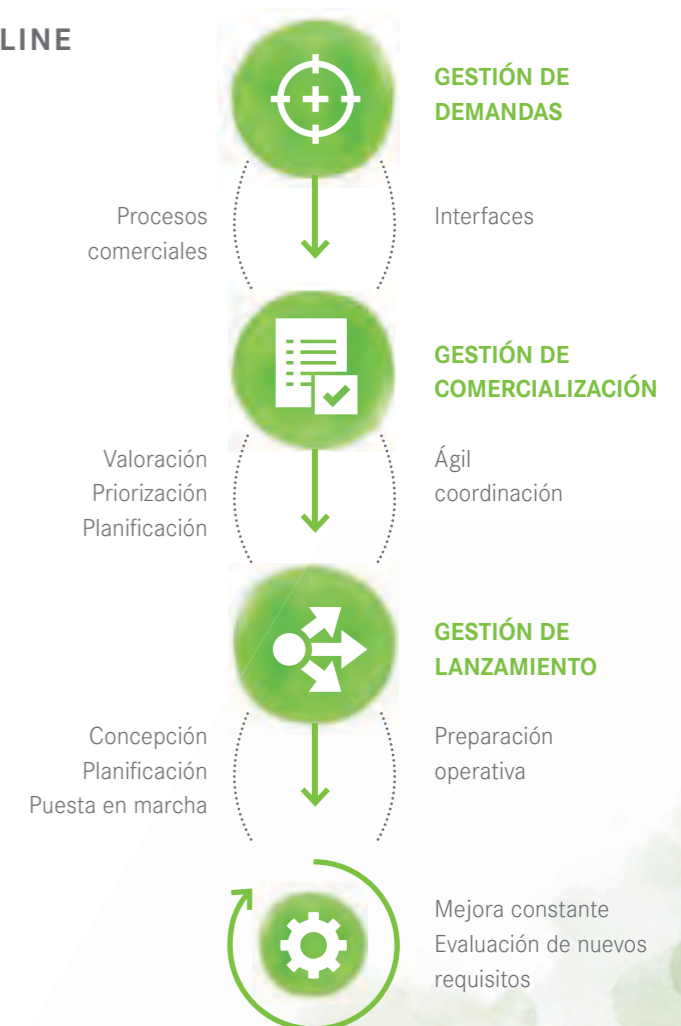 LINE
GESTIÓN DE
DEMANDAS
Procesos
comerciales
Interfaces
GESTIÓN DE
COMERCIALIZACIÓN
Valoración
Priorización
Planificación
Ágil
coordinación
GESTIÓN DE
LANZAMIENTO
Concepción
Planificación
Puesta en marcha
Preparación
operativa
Mejora constante
Evaluación de nuevos
requisitos